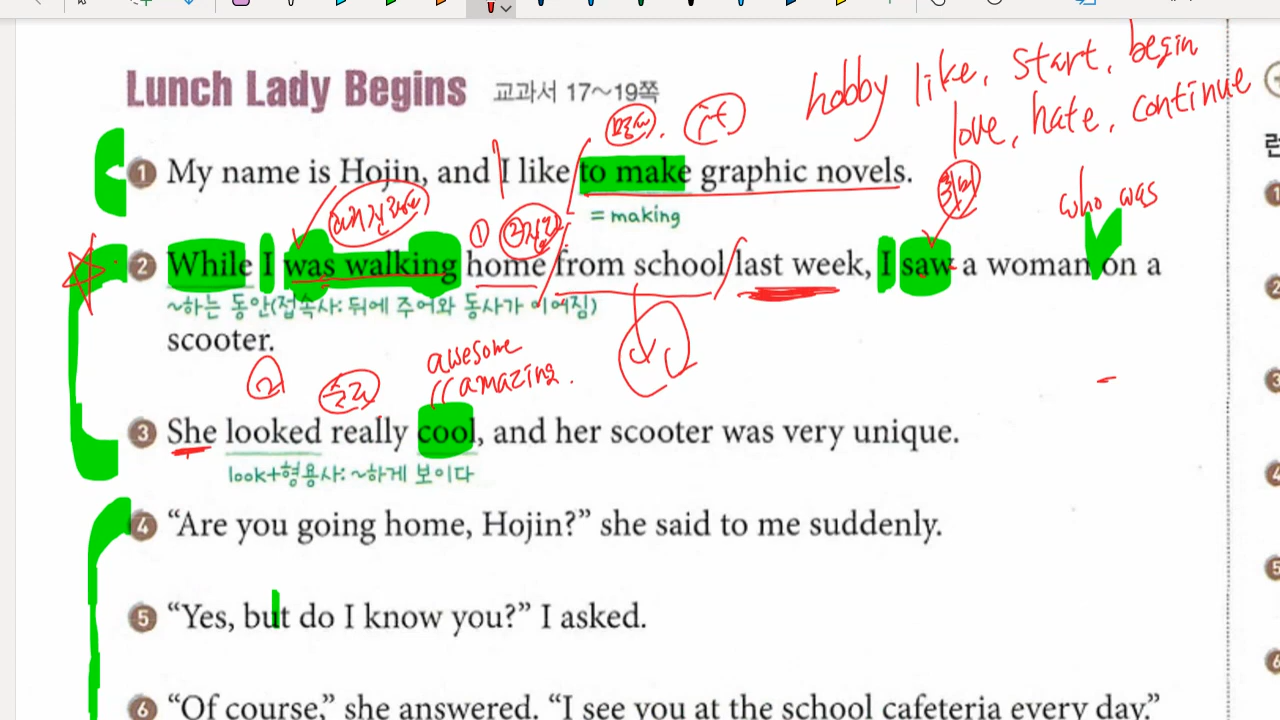 Lunch Lady Begins 교과서 17~19쪽
hobby like, start, begin
love, hate, continue
1 My name is Hojin, and I like to make graphic novels.
= making
who was
과거진행
①
2 While I was walking home from school last week, I saw a woman on a
~하는 동안(접속사: 뒤에 주어와 동사가 이어짐)
scooter.
awesome
amazing.
3 She looked really cool, and her scooter was very unique.
look+형용사: ~하게 보이다
4 “Are you going home, Hojin?” she said to me suddenly.
5 “Yes, but do I know you?” I asked.
6 “Of course,” she answered. “I see you at the school cafeteria every day.”